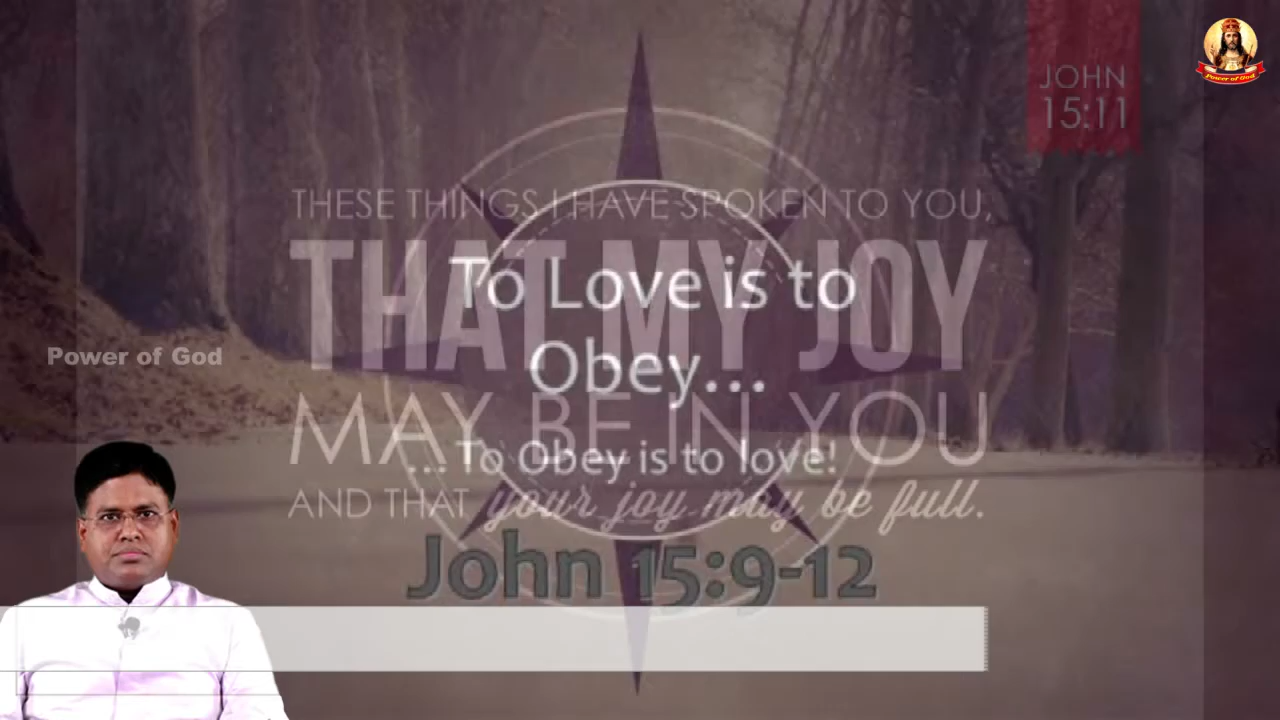 JOHN
15:11
Power of God
THESE THINGS I HAVE SPOKEN TO YOU,
THAT MY JOY
MAY BE IN YOU
AND THAT your joy may be full.
To Love is to
Obey...
...To Obey is to love!
John 15:9-12
Power of God